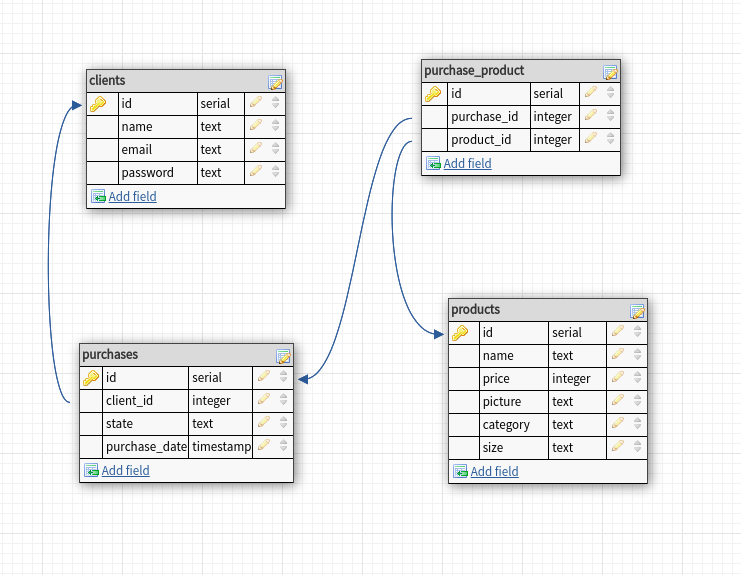 clients
id serial
name text
email text
password text
Add field
purchase_product
id serial
purchase_id integer
product_id integer
Add field
purchases
id serial
client_id integer
state text
purchase_date timestamp
Add field
products
id serial
name text
price integer
picture text
category text
size text
Add field